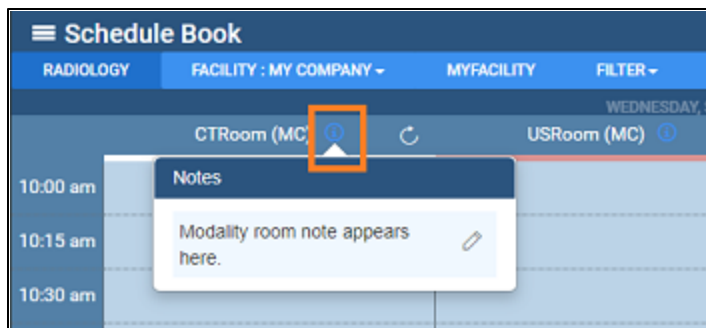 Schedule Book
RADIOLOGY FACILITY : MY COMPANY MYFACILITY FILTER
WEDNESDAY,
CTRoom (MC) USRoom (MC)
Notes
10:00 am
Modality room note appears
here.
10:15 am
10:30 am